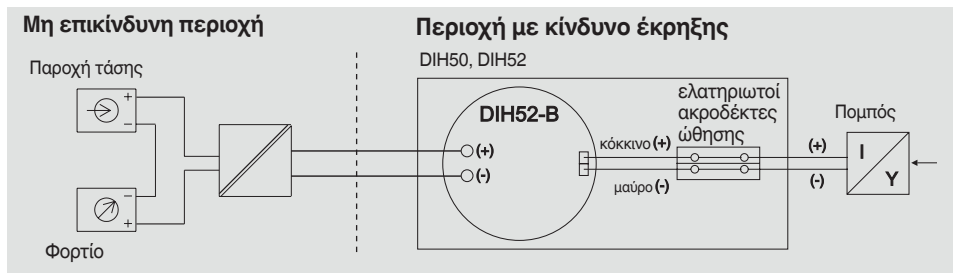 Μη επικίνδυνη περιοχή
Περιοχή με κίνδυνο έκρηξης
DIH50, DIH52
Παροχή τάσης
+
−
DIH52-B
ελατηριωτοί
ακροδέκτες
ώθησης
Πομπός
(+)
κόκκινο (+)
(+)
I
(-)
μαύρο (-)
(-)
Y
−
+
Φορτίο